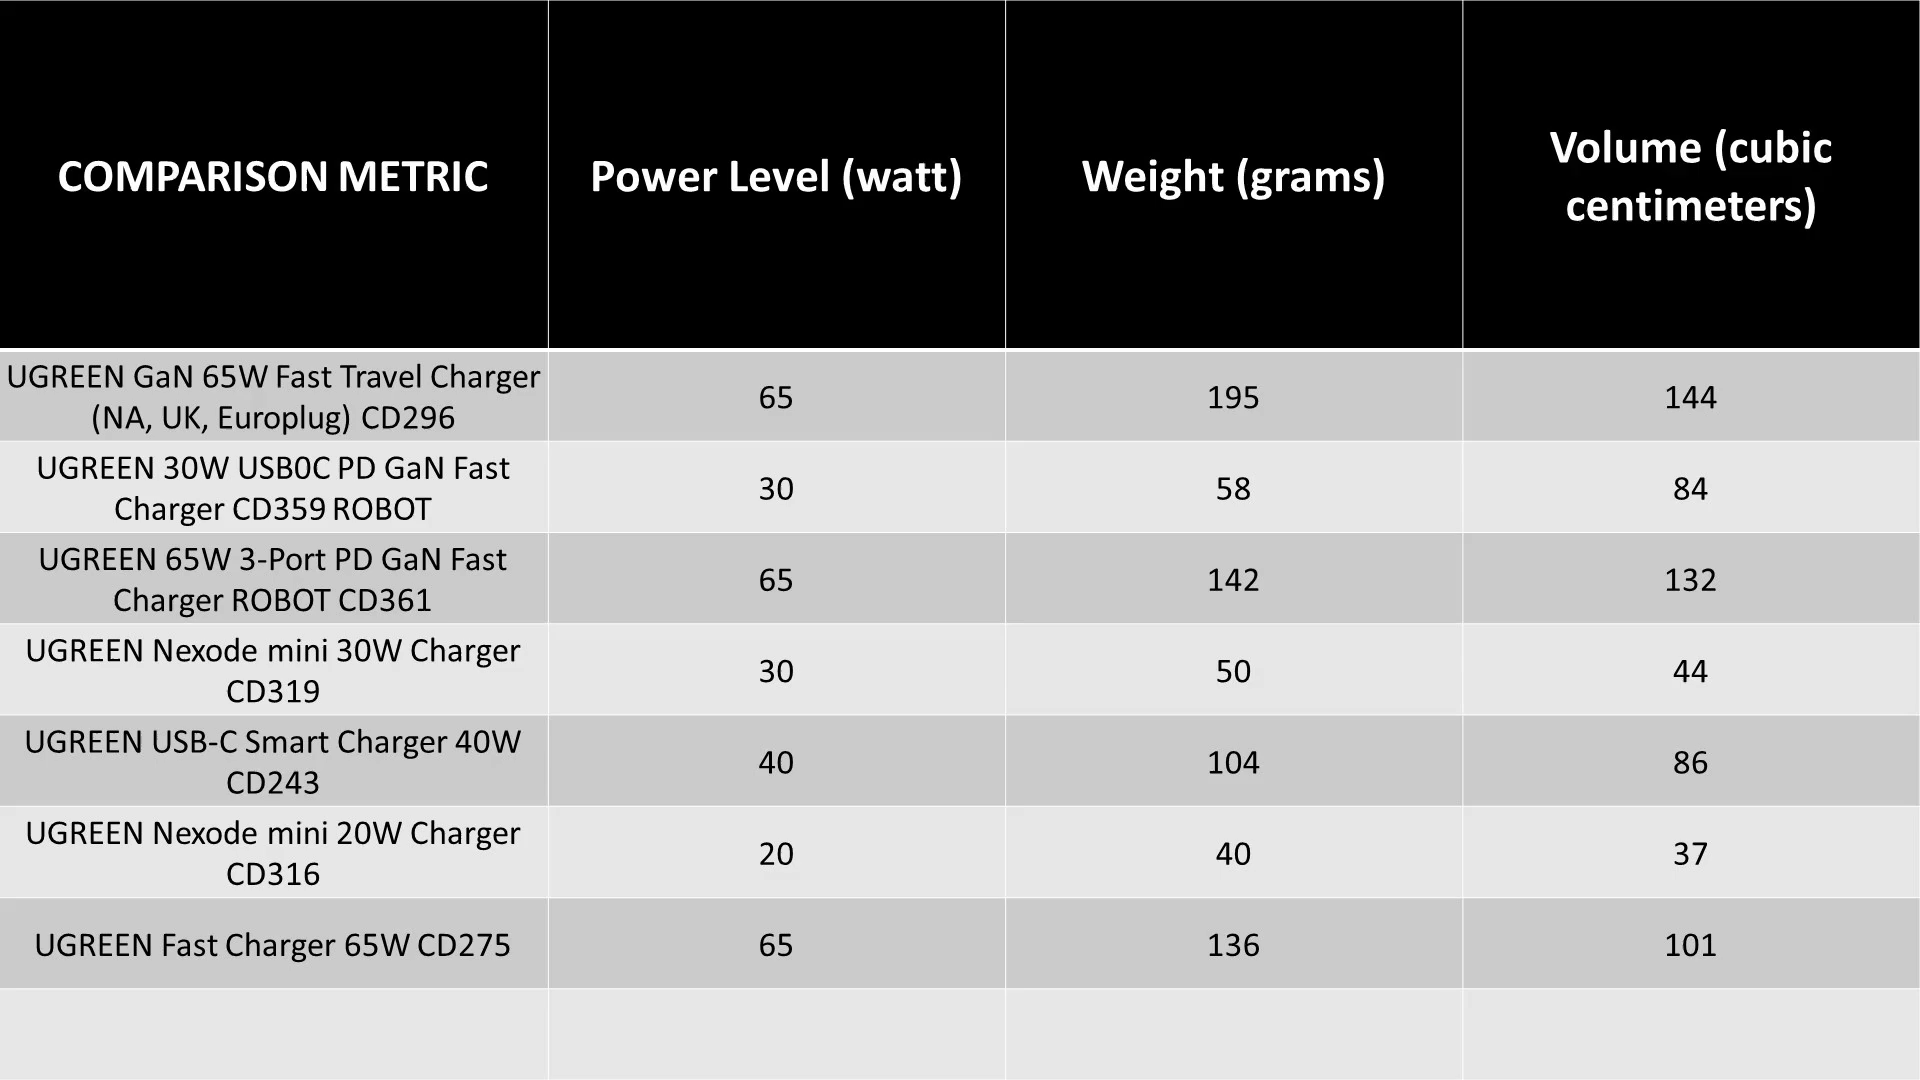 COMPARISON METRIC
Power Level (watt)
Weight (grams)
Volume (cubic
centimeters)
UGREEN GaN 65W Fast Travel Charger
(NA, UK, Europlug) CD296
65
195
144
UGREEN 30W USB0C PD GaN Fast
Charger CD359 ROBOT
30
58
84
UGREEN 65W 3-Port PD GaN Fast
Charger ROBOT CD361
65
142
132
UGREEN Nexode mini 30W Charger
CD319
30
50
44
UGREEN USB-C Smart Charger 40W
CD243
40
104
86
UGREEN Nexode mini 20W Charger
CD316
20
40
37
UGREEN Fast Charger 65W CD275
65
136
101